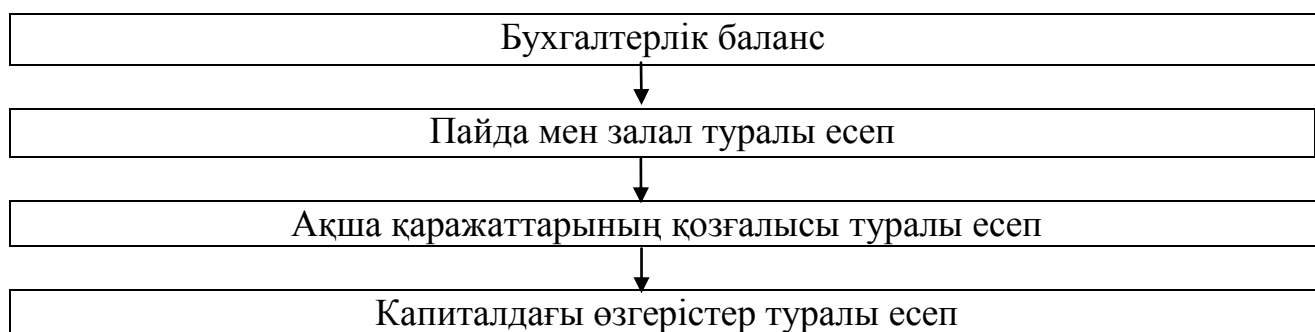 Бухгалтерлік баланс
Пайда мен залал туралы есеп
Ақша қаражаттарының қозғалысы туралы есеп
Капиталдағы өзгерістер туралы есеп